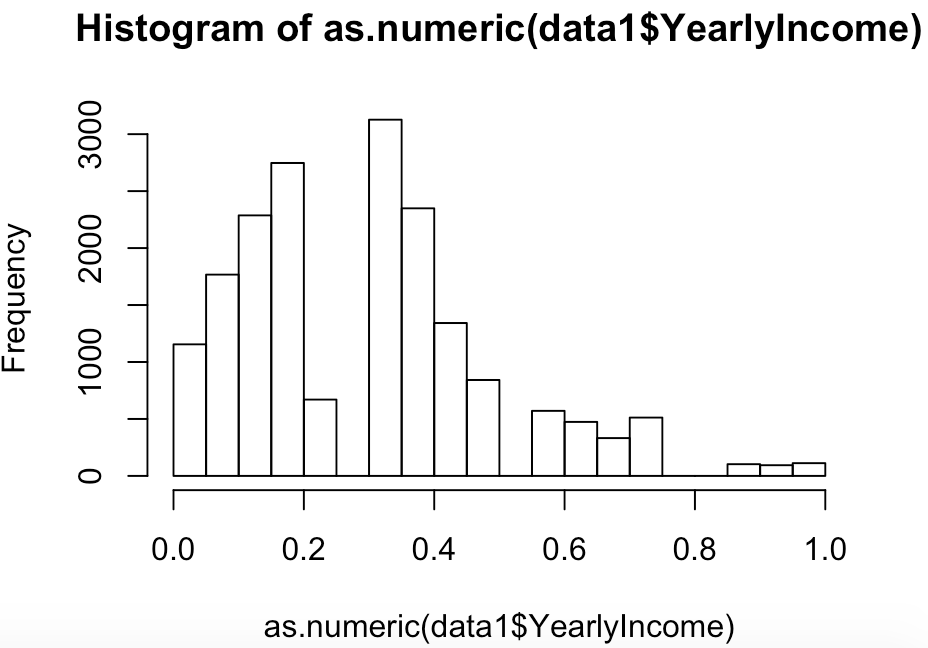 Histogram of as.numeric(data1$YearlyIncome)
Frequency
3000
2000
1000
0
0.0 0.2 0.4 0.6 0.8 1.0
as.numeric(data1$YearlyIncome)